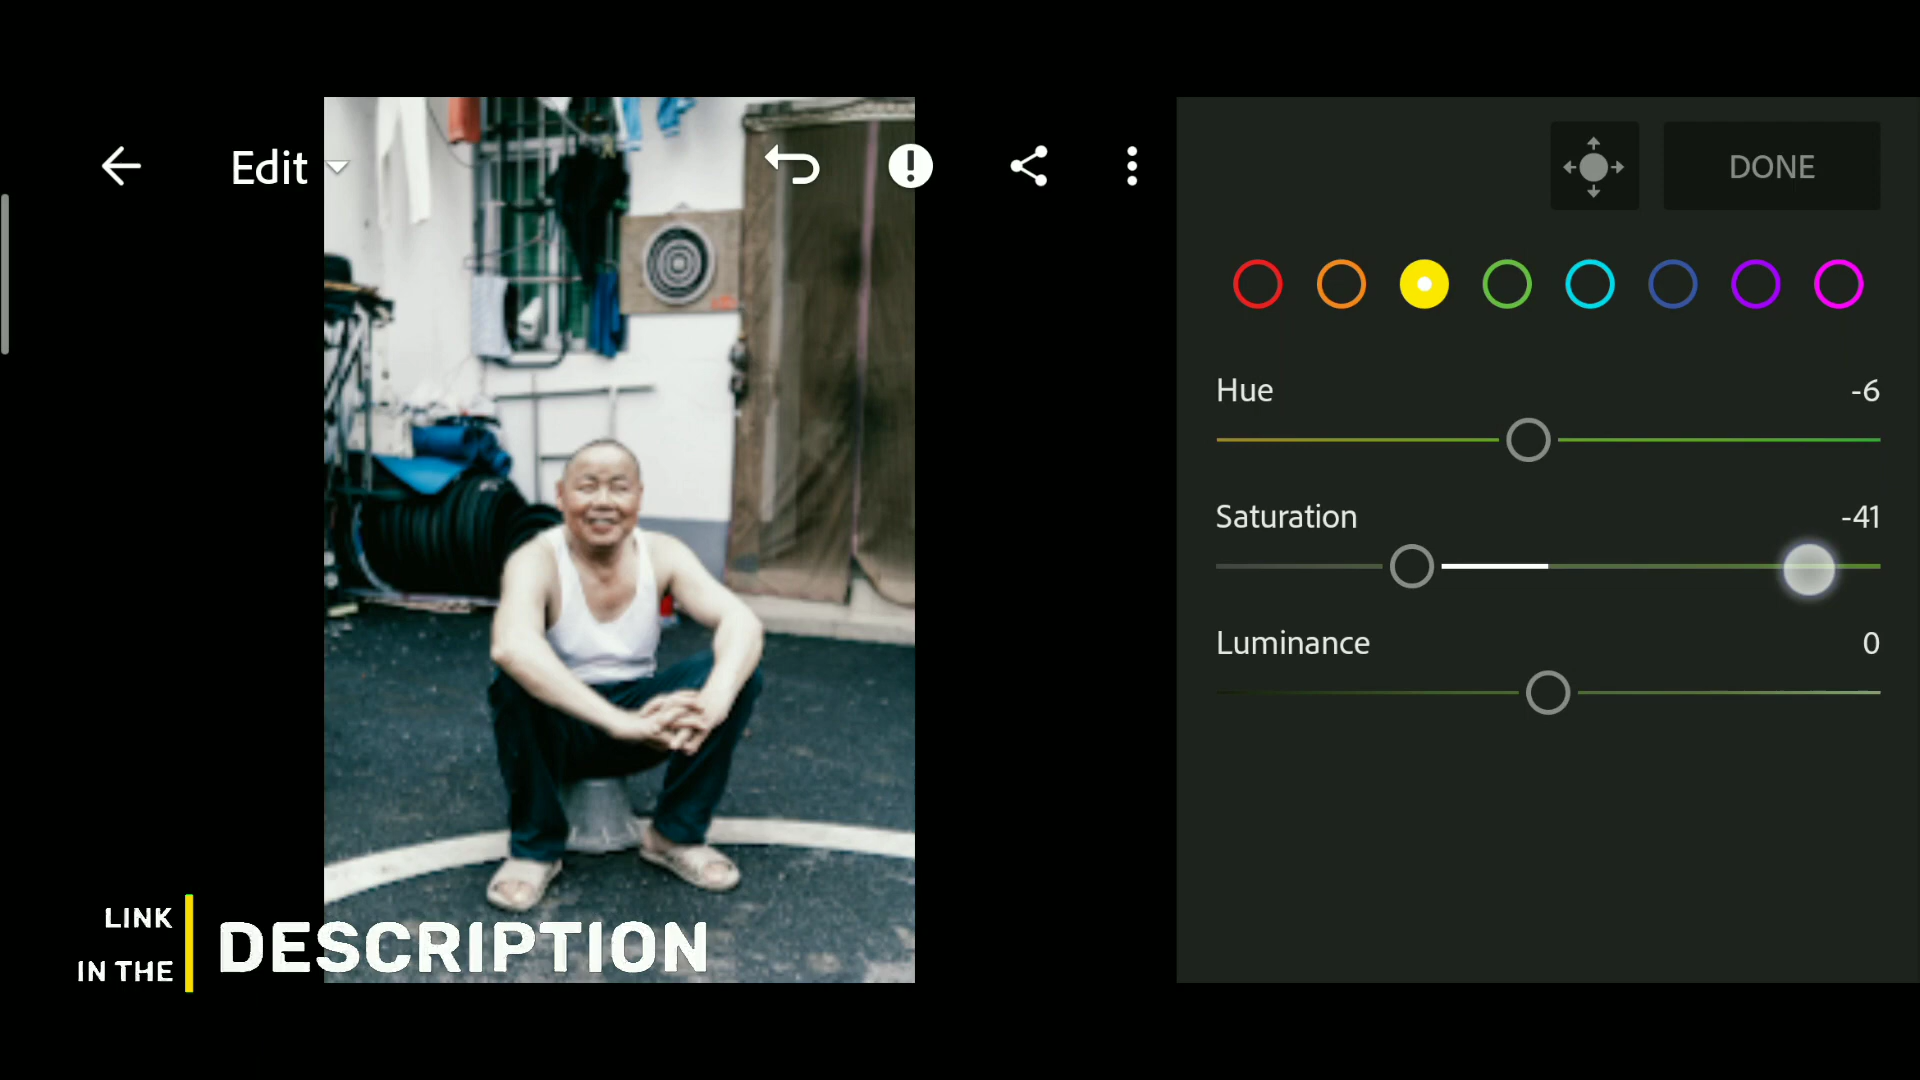 Edit
DONE
Hue
-6
Saturation
-41
Luminance
0
LINK
IN THE
DESCRIPTION